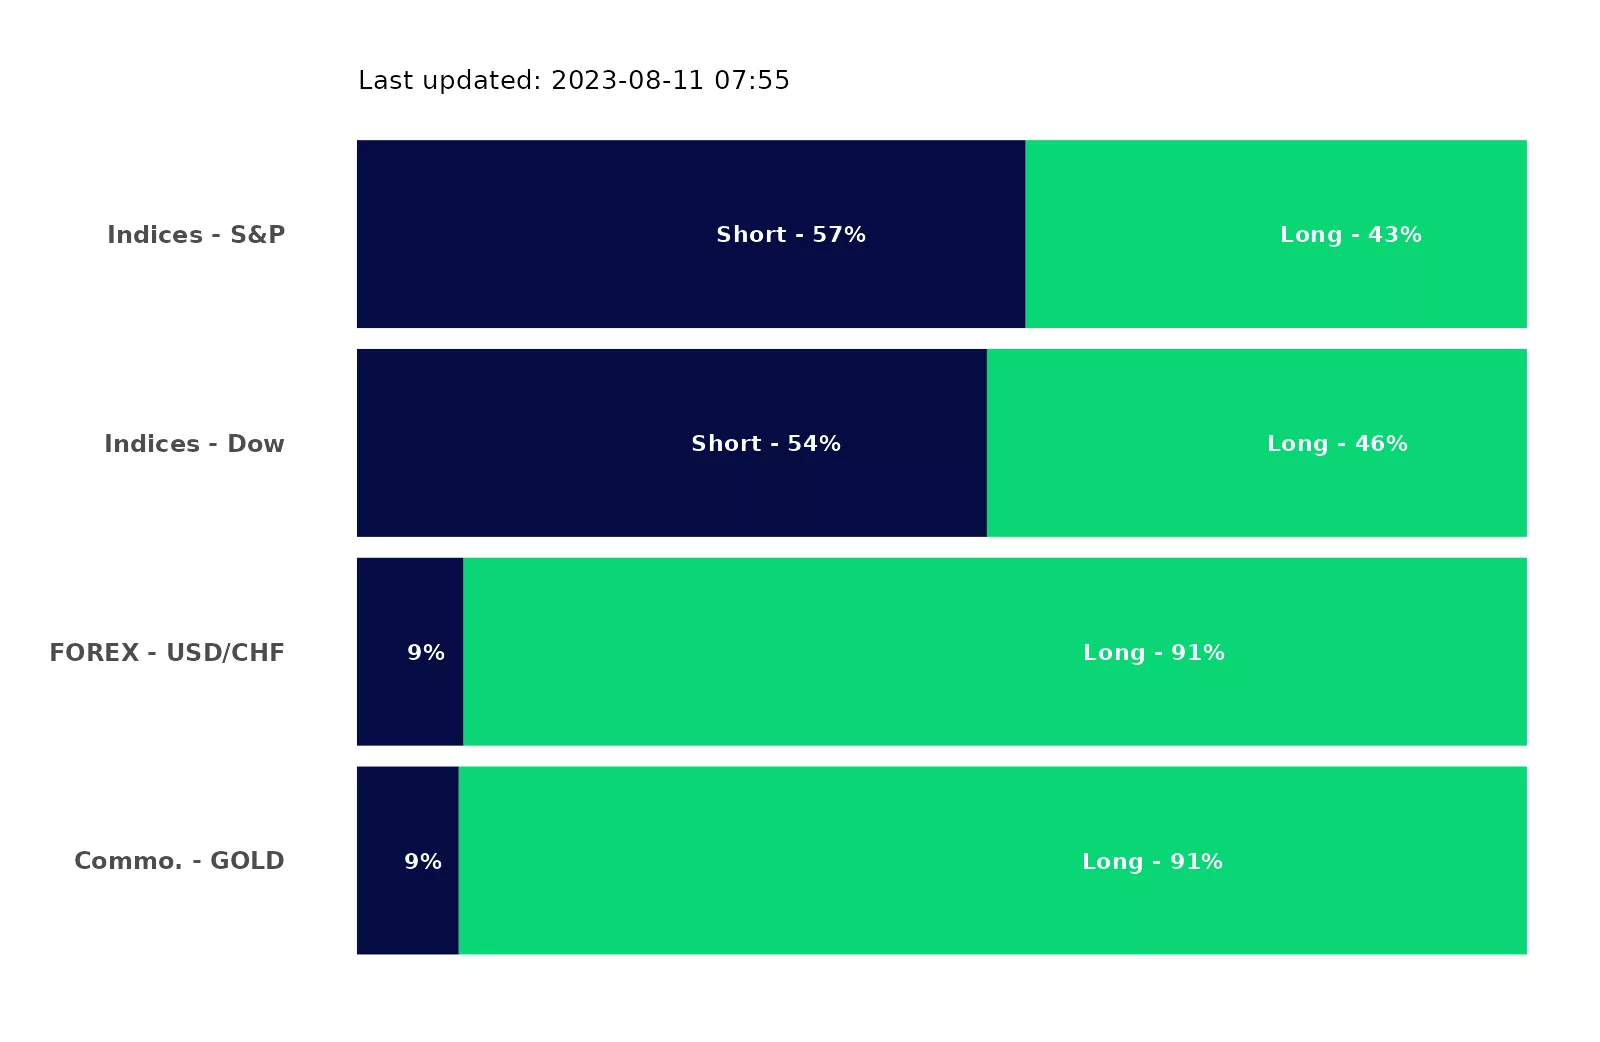 Last updated: 2023-08-11 07:55
Indices - S&P Short - 57% Long - 43%
Indices - Dow Short - 54% Long - 46%
FOREX - USD/CHF 9% Long - 91%
Commo. - GOLD 9% Long - 91%